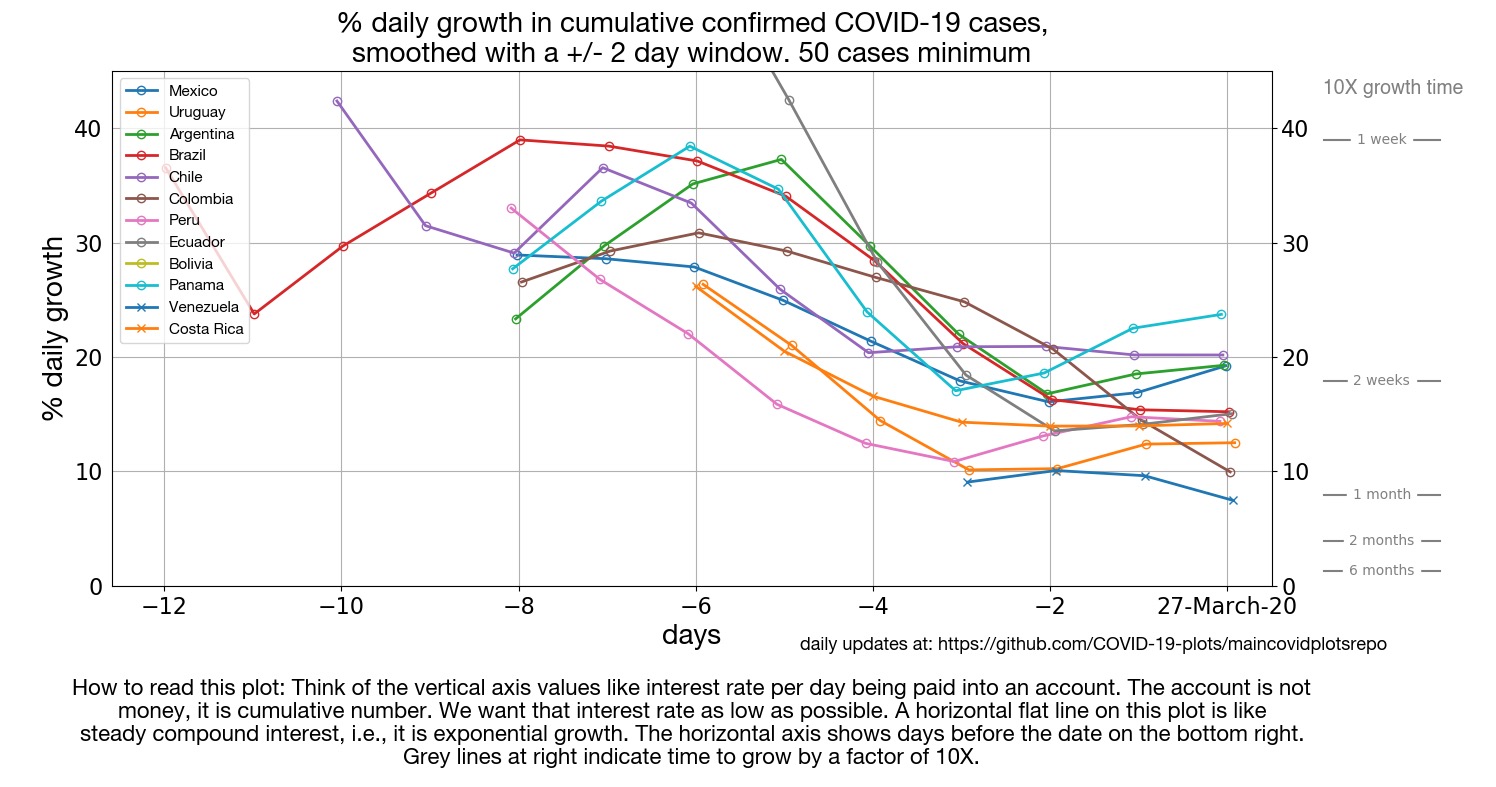 % daily growth in cumulative confirmed COVID-19 cases,
smoothed with a +/- 2 day window. 50 cases minimum
10X growth time
Mexico
Uruguay
Argentina
Brazil
Chile
Colombia
Peru
Ecuador
Bolivia
Panama
Venezuela
Costa Rica
% daily growth
40
30
20
10
0
40
30
20
10
0
1 week
2 weeks
1 month
2 months
6 months
−12 −10 −8 −6 −4 −2 27-March-20
days
daily updates at: https://github.com/COVID-19-plots/maincovidplotsrepo
How to read this plot: Think of the vertical axis values like interest rate per day being paid into an account. The account is not
money, it is cumulative number. We want that interest rate as low as possible. A horizontal flat line on this plot is like
steady compound interest, i.e., it is exponential growth. The horizontal axis shows days before the date on the bottom right.
Grey lines at right indicate time to grow by a factor of 10X.